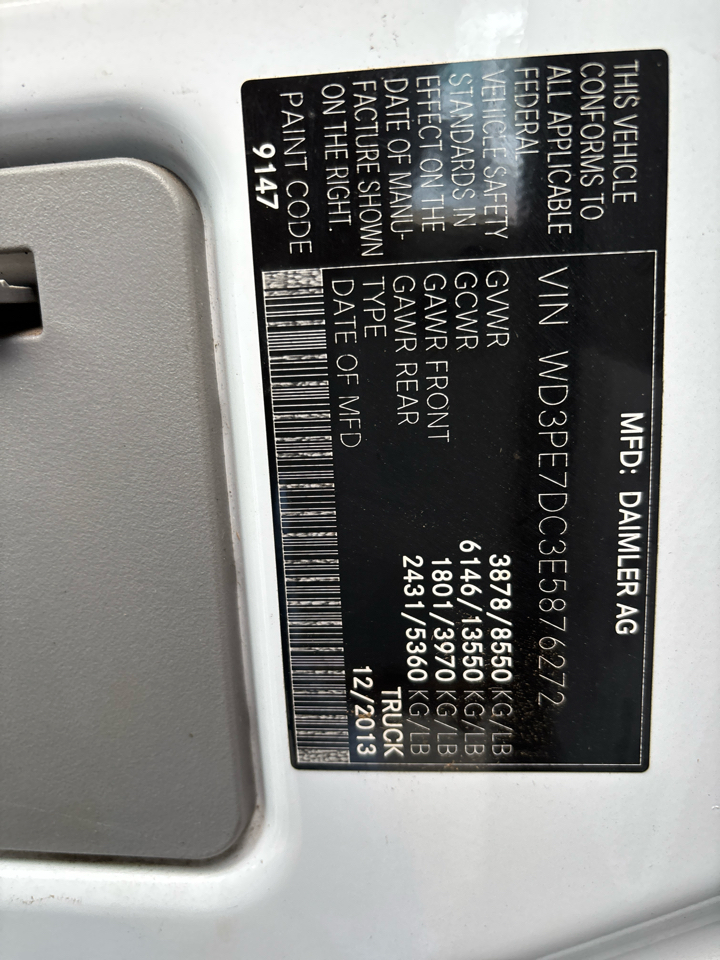 MFD: DAIMLER AG
THIS VEHICLE
CONFORMS TO
ALL APPLICABLE
FEDERAL
VEHICLE SAFETY
STANDARDS IN
EFFECT ON THE
DATE OF MANU-
FACTURE SHOWN
ON THE RIGHT.
PAINT CODE
9147
VIN WD3PE7DC3E5876272
GVWR 3878/8550 KG/LB
GCWR 6146/13550 KG/LB
GAWR FRONT 1801/3970 KG/LB
GAWR REAR 2431/5360 KG/LB
TYPE TRUCK
DATE OF MFD 12/2013